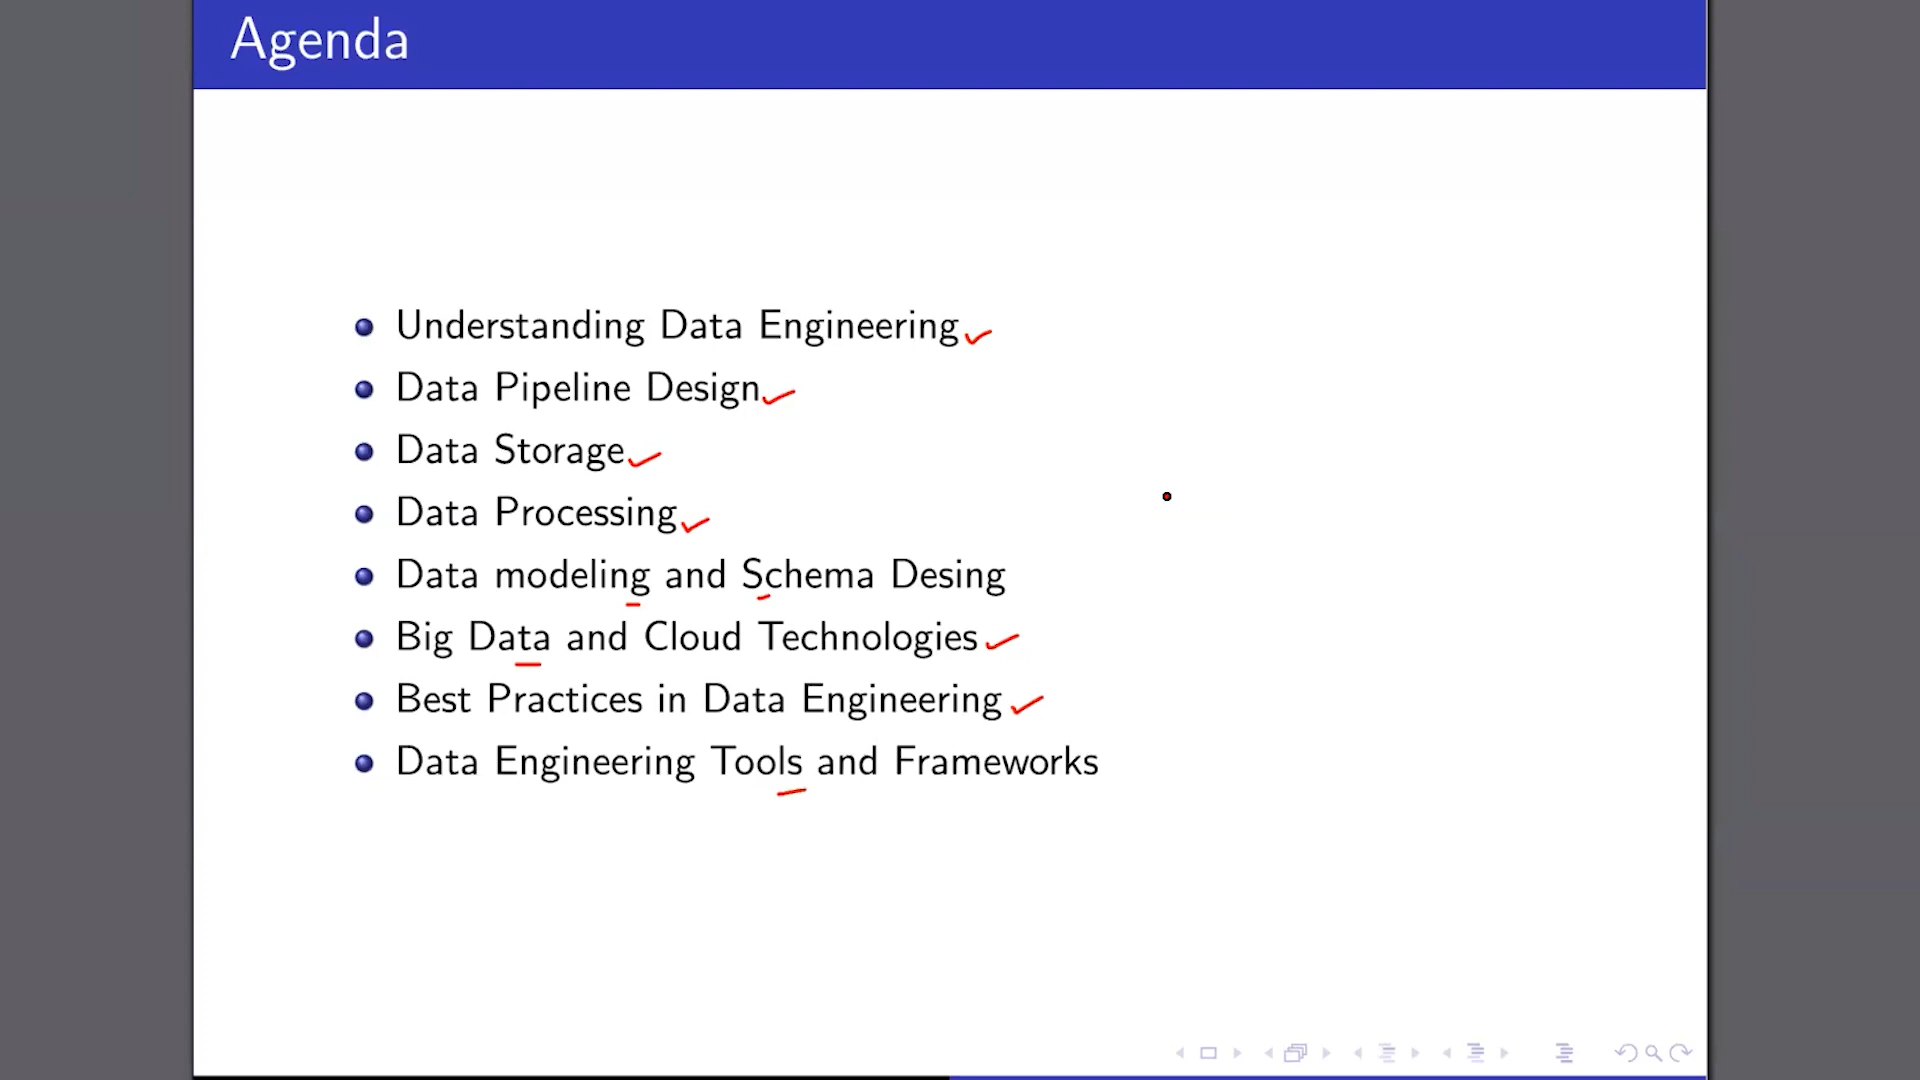 Agenda
Understanding Data Engineering
Data Pipeline Design
Data Storage
Data Processing
Data modeling and Schema Desing
Big Data and Cloud Technologies
Best Practices in Data Engineering
Data Engineering Tools and Frameworks